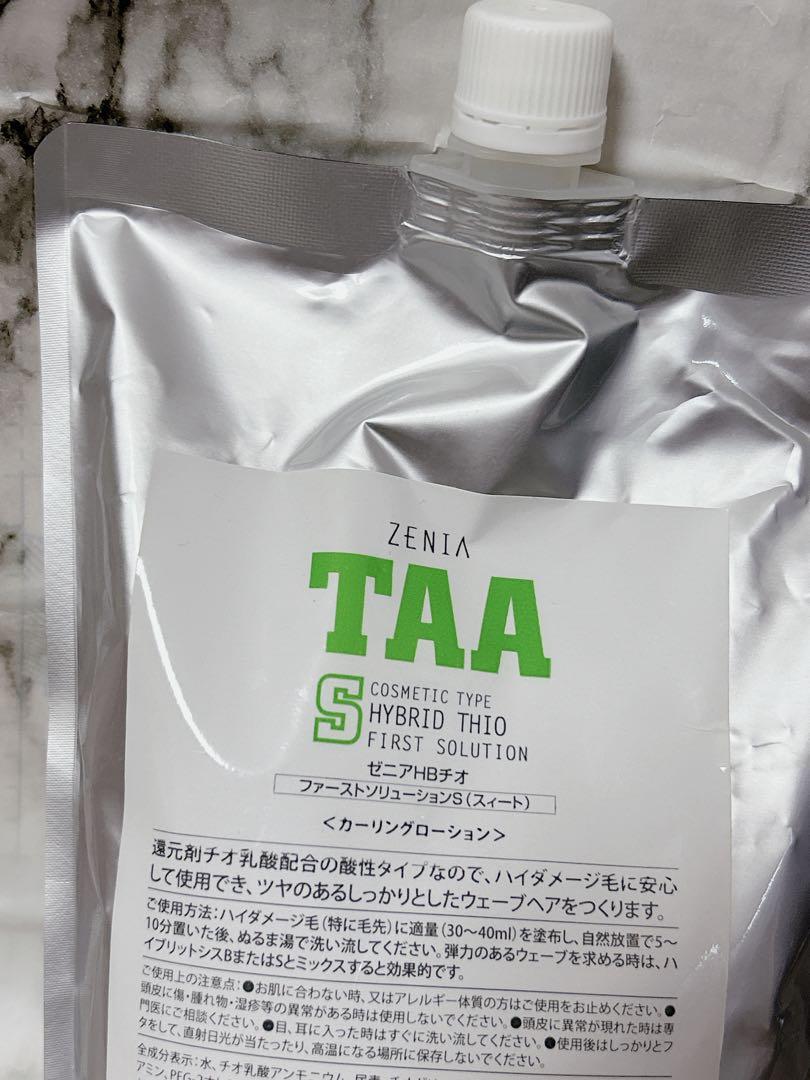 ZENIA
TAA
S COSMETIC TYPE
HYBRID THIO
FIRST SOLUTION
ゼニアHBチオ
ファーストソリューションS(スィート)
<カーリングローション>
還元剤チオ乳酸配合の酸性タイプなので、ハイダメージ毛に安心
して使用でき、ツヤのあるしっかりとしたウェーブヘアをつくります。
ご使用方法:ハイダメージ毛(特に毛先)に適量(30〜40ml)を塗布し、自然放置で5〜
10分置いた後、ぬるま湯で洗い流してください。弾力のあるウェーブを求める時は、ハ
イブリットシスBまたはSとミックスすると効果的です。
ご使用上の注意点:●お肌に合わない時、又はアレルギー体質の方はご使用をお止めください。●
頭皮に傷・腫れ物・湿疹等の異常がある時は使用しないでください。●頭皮に異常が現れた時は専
門医にご相談ください。●目、耳に入った時はすぐに洗い流してください。●使用後はしっかりとフ
タをして、直射日光が当たったり、高温になる場所に保存しないでください。
全成分表示:水、チオ乳酸アンモニウム、尿素、チオグ
アミン、PEG-2オレ